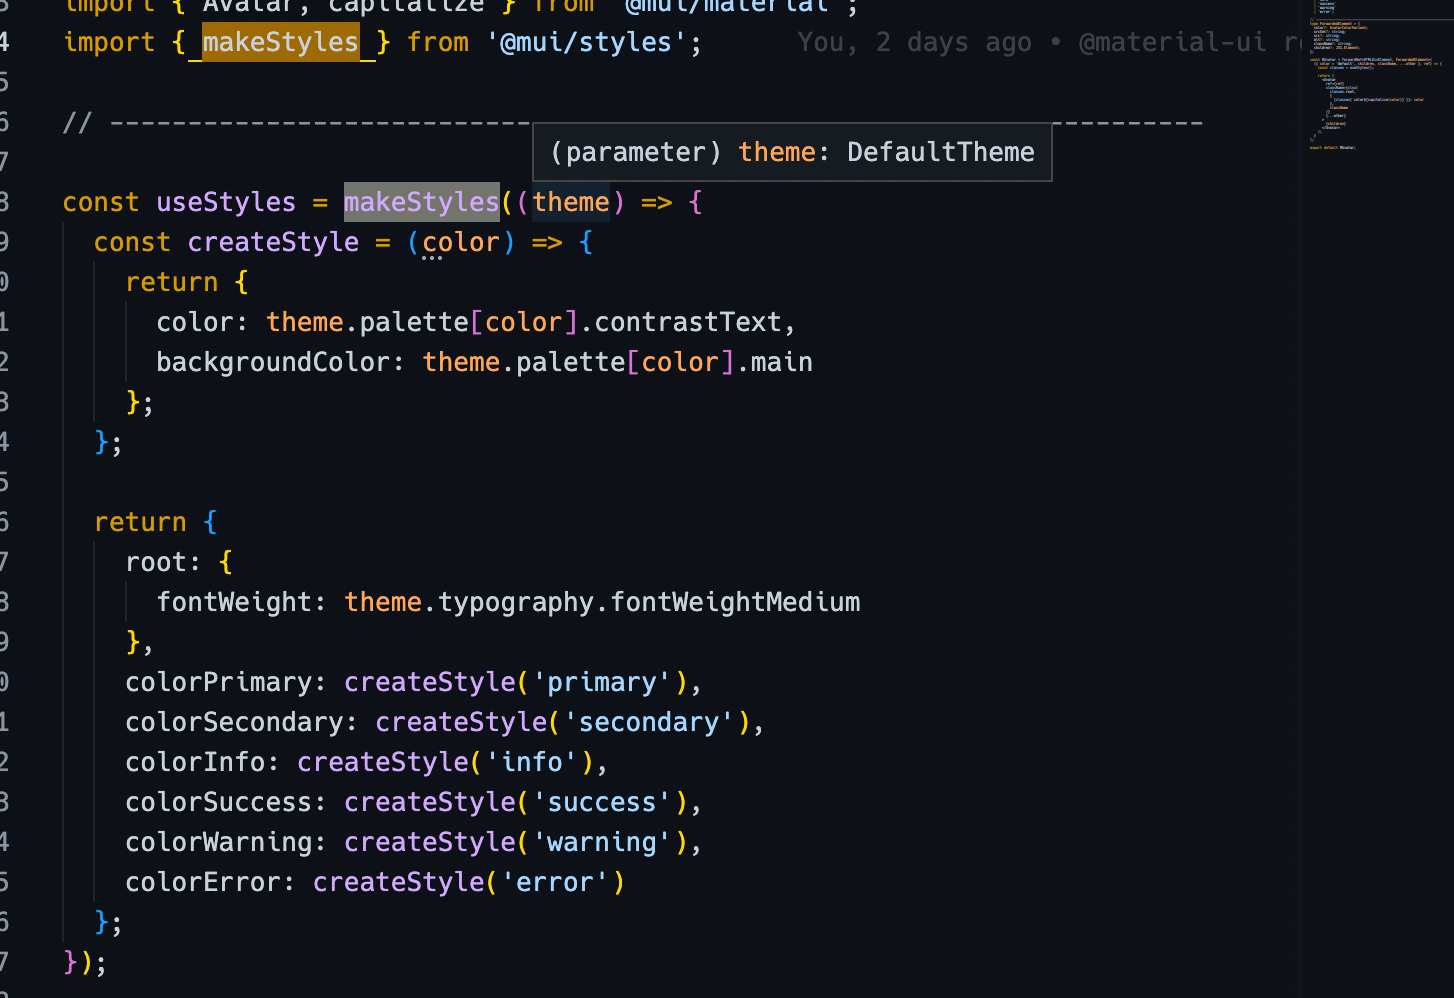 import { Avatar, capitalize } from '@mui/material';
4 import { makeStyles } from '@mui/styles'; You, 2 days ago • @material-ui re
5
6 // ---------------------------------------------------------------------
7 (parameter) theme: DefaultTheme
8 const useStyles = makeStyles((theme) => {
9 const createStyle = (color) => {
0 return {
1 color: theme.palette[color].contrastText,
2 backgroundColor: theme.palette[color].main
3 };
4 };
5
6 return {
7 root: {
8 fontWeight: theme.typography.fontWeightMedium
9 },
0 colorPrimary: createStyle('primary'),
1 colorSecondary: createStyle('secondary'),
2 colorInfo: createStyle('info'),
3 colorSuccess: createStyle('success'),
4 colorWarning: createStyle('warning'),
5 colorError: createStyle('error')
6 };
7 });